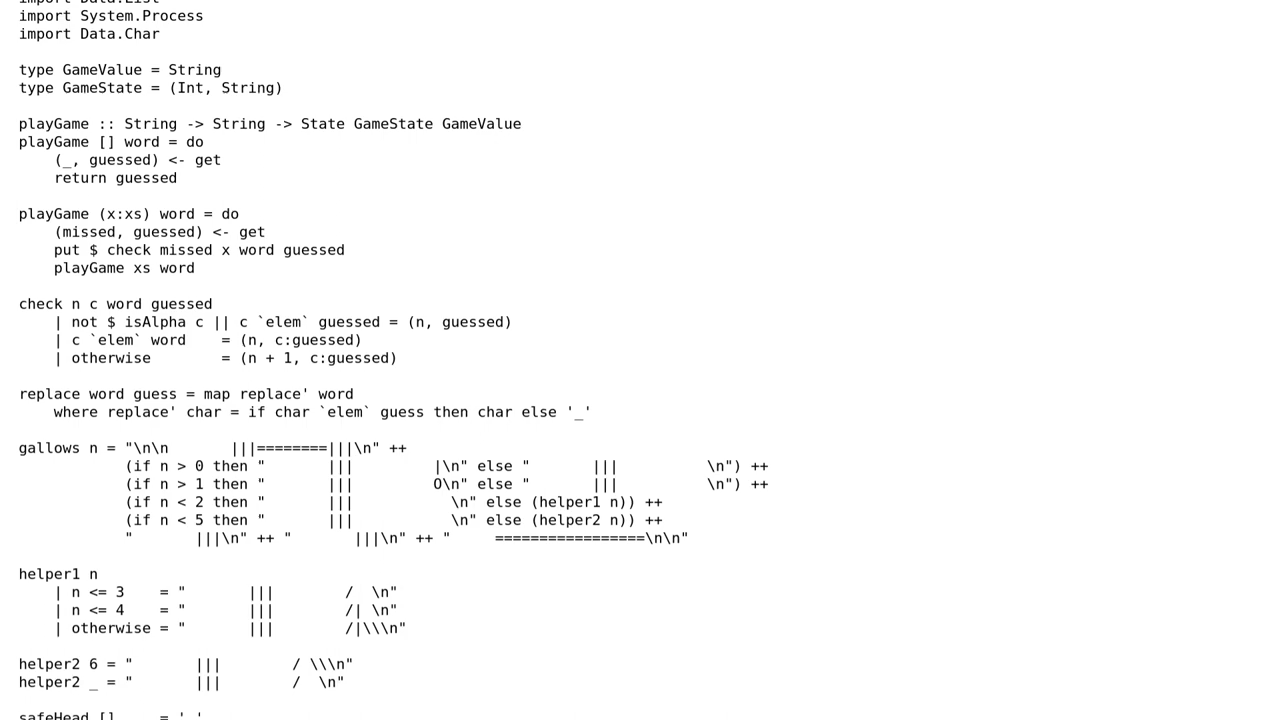 import Data.List
import System.Process
import Data.Char

type GameValue = String
type GameState = (Int, String)

playGame :: String -> String -> State GameState GameValue
playGame [] word = do
    (_, guessed) <- get
    return guessed

playGame (x:xs) word = do
    (missed, guessed) <- get
    put $ check missed x word guessed
    playGame xs word

check n c word guessed
    | not $ isAlpha c || c `elem` guessed = (n, guessed)
    | c `elem` word    = (n, c:guessed)
    | otherwise        = (n + 1, c:guessed)

replace word guess = map replace' word
    where replace' char = if char `elem` guess then char else '_'

gallows n = "\n\n       |||========|||\n" ++
            (if n > 0 then "       |||         |\n" else "       |||          \n") ++
            (if n > 1 then "       |||         O\n" else "       |||          \n") ++
            (if n < 2 then "       |||           \n" else (helper1 n)) ++
            (if n < 5 then "       |||           \n" else (helper2 n)) ++
            "       |||\n" ++ "       |||\n" ++ "     =================\n\n"

helper1 n
    | n <= 3    = "       |||        /  \n"
    | n <= 4    = "       |||        /| \n"
    | otherwise = "       |||        /|\\\n"

helper2 6 = "       |||        / \\\n"
helper2 _ = "       |||        /  \n"

safeHead []     = ' '